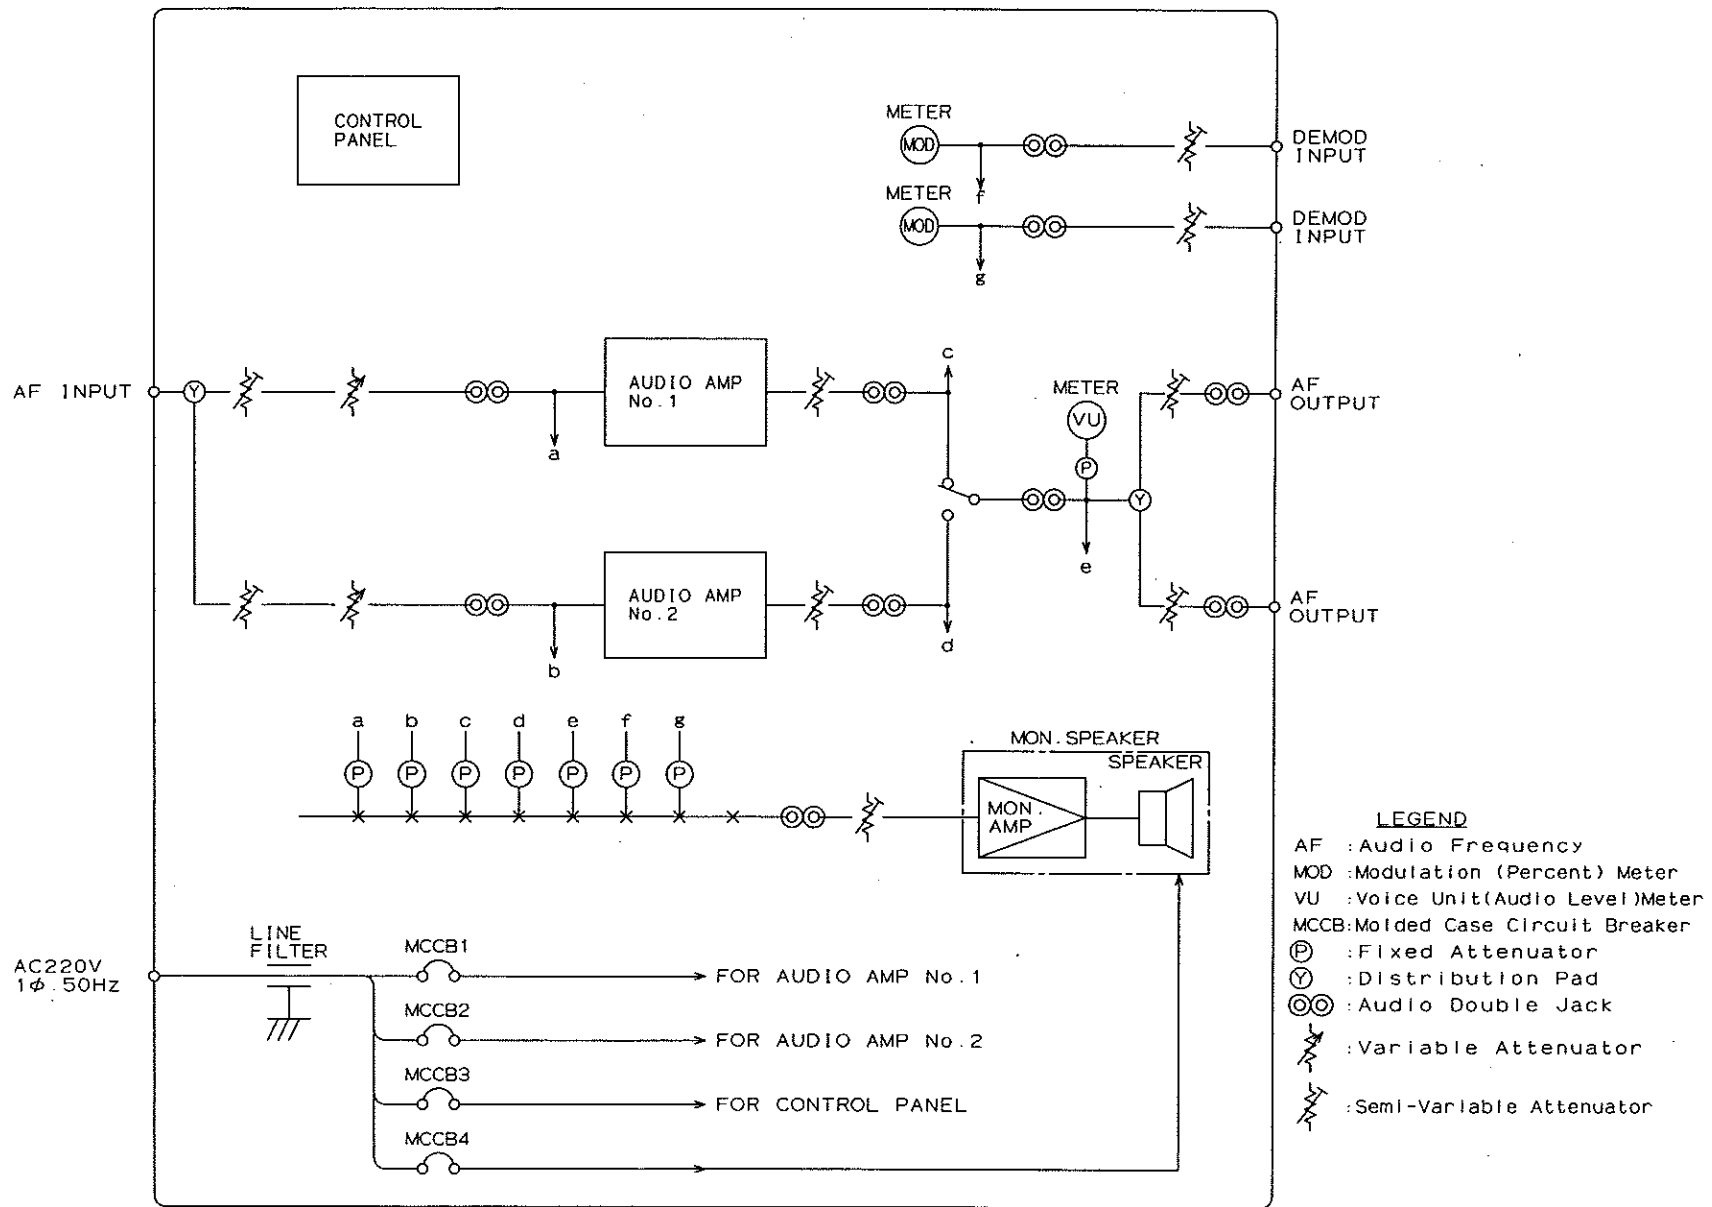 CONTROL
PANEL
METER
MOD
f
DEMOD
INPUT
METER
MOD
g
DEMOD
INPUT
AF INPUT
Y
a
AUDIO AMP
No.1
c
METER
VU
P
Y
e
AF
OUTPUT
b
AUDIO AMP
No.2
d
AF
OUTPUT
a b c d e f g
P P P P P P P
MON.SPEAKER
SPEAKER
MON.
AMP
AC220V
1φ.50Hz
LINE
FILTER
MCCB1
FOR AUDIO AMP No.1
MCCB2
FOR AUDIO AMP No.2
MCCB3
FOR CONTROL PANEL
MCCB4
LEGEND
AF :Audio Frequency
MOD :Modulation (Percent) Meter
VU :Voice Unit(Audio Level)Meter
MCCB:Molded Case Circuit Breaker
P :Fixed Attenuator
Y :Distribution Pad
:Audio Double Jack
:Variable Attenuator
:Semi-Variable Attenuator